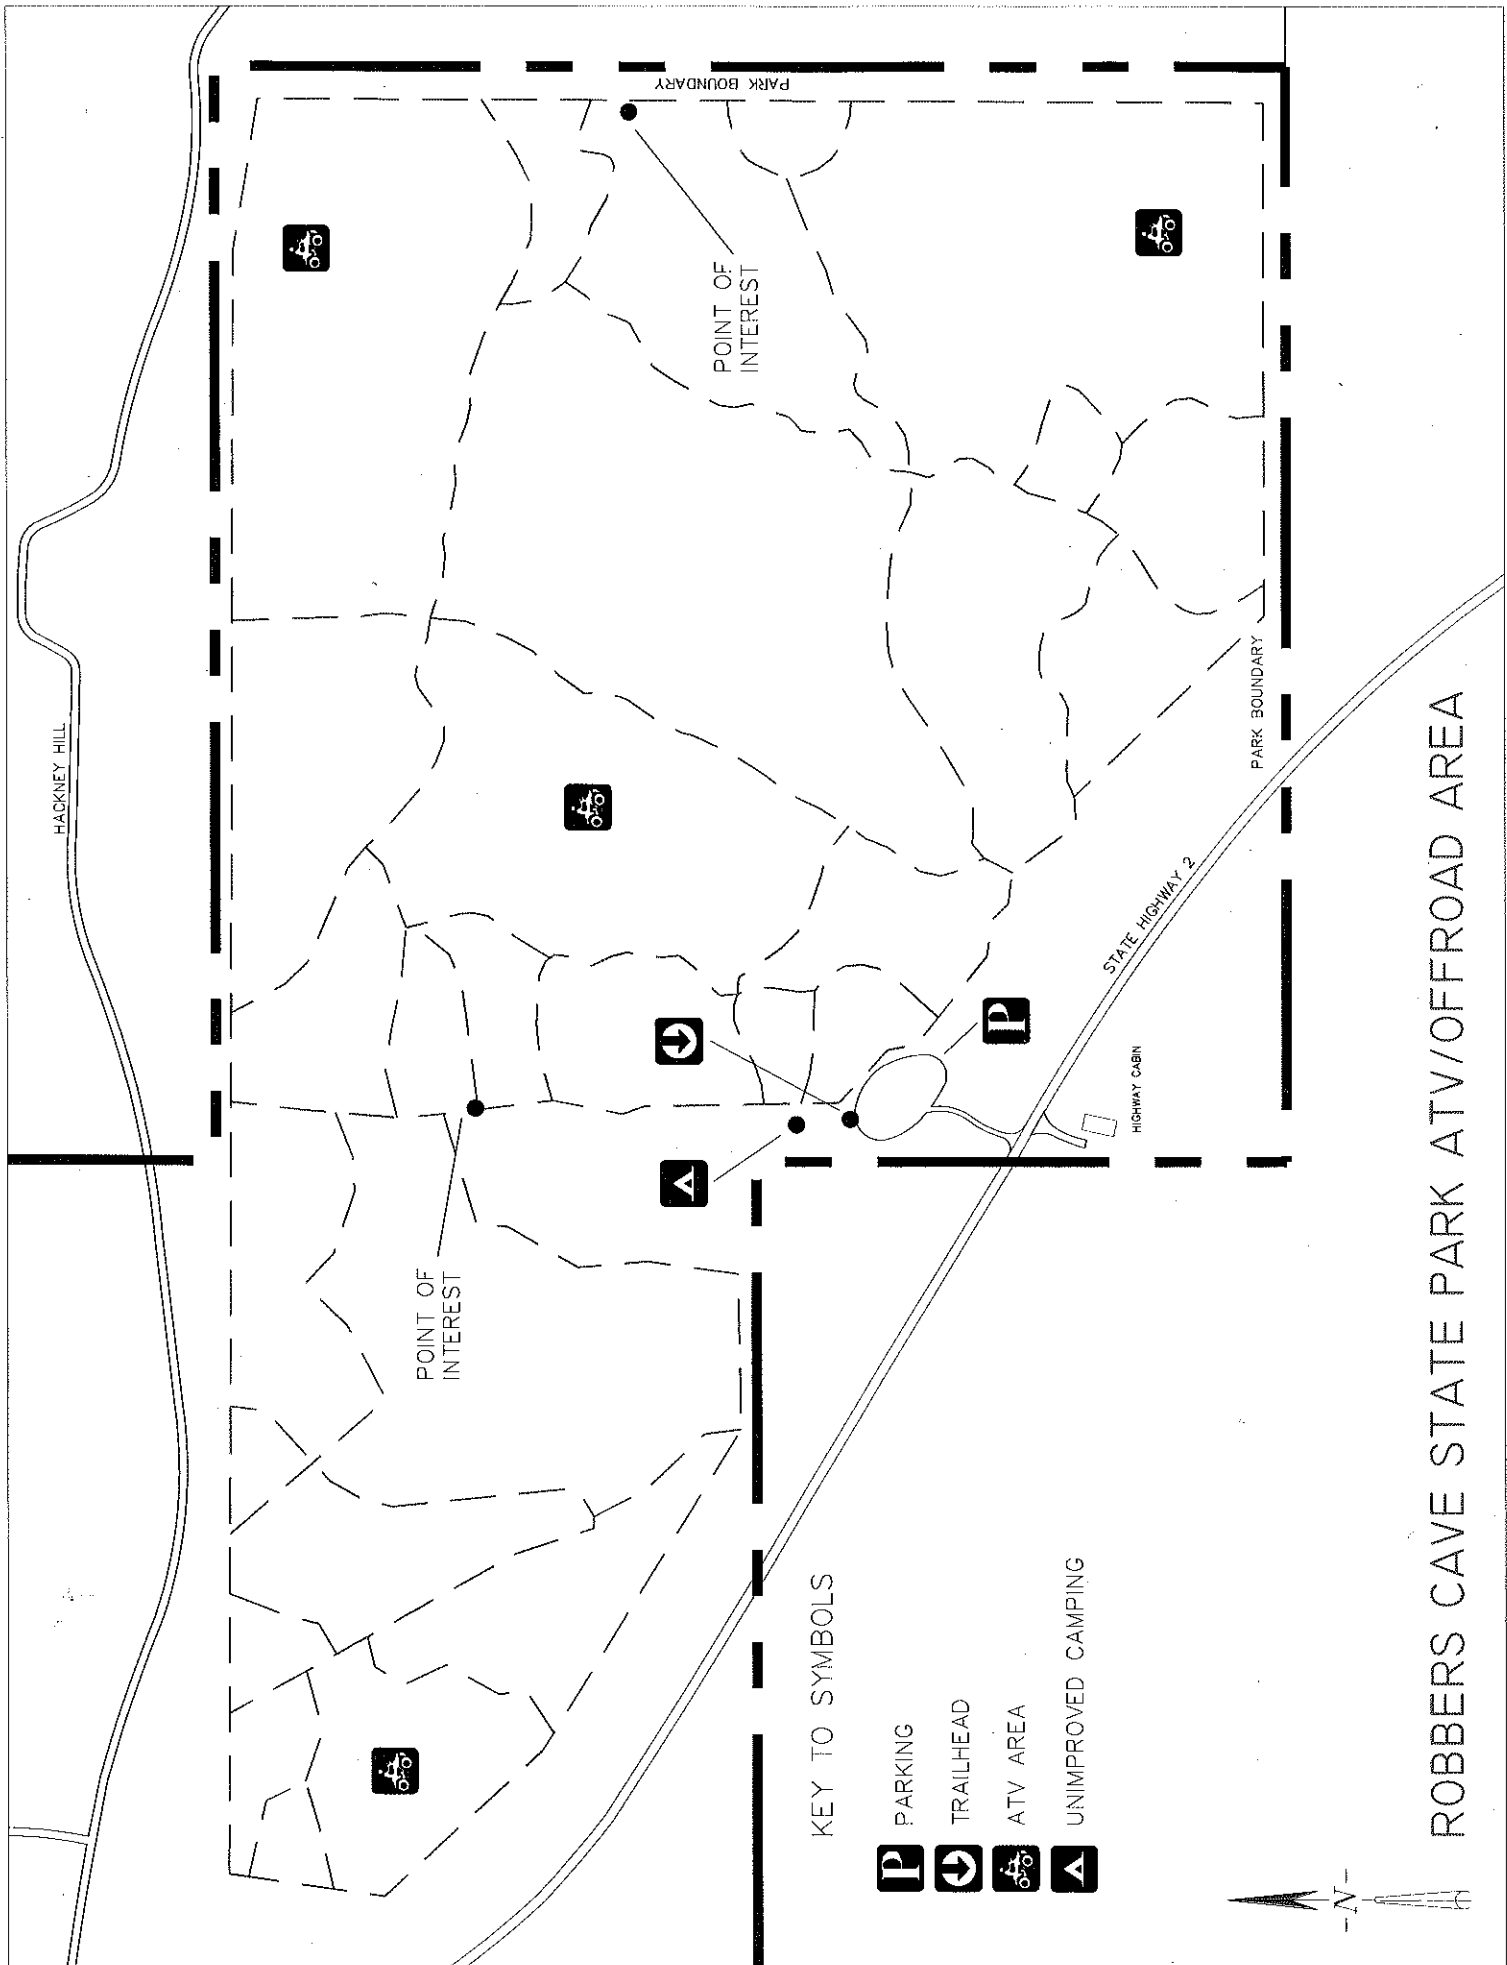 HACKNEY HILL
PARK BOUNDARY
POINT OF
INTEREST
POINT OF
INTEREST
PARK BOUNDARY
STATE HIGHWAY 2
P
HIGHWAY CABIN
KEY TO SYMBOLS
P PARKING
TRAILHEAD
ATV AREA
UNIMPROVED CAMPING
-N-
ROBBERS CAVE STATE PARK ATV/OFFROAD AREA